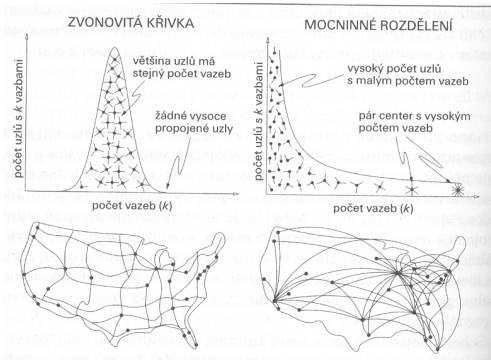 ZVONOVITÁ KŘIVKA
počet uzlů s k vazbami
většina uzlů má
stejný počet vazeb
žádné vysoce
propojené uzly
počet vazeb (k)
MOCNINNÉ ROZDĚLENÍ
počet uzlů s k vazbami
vysoký počet uzlů
s malým počtem vazeb
pár center s vysokým
počtem vazeb
počet vazeb (k)